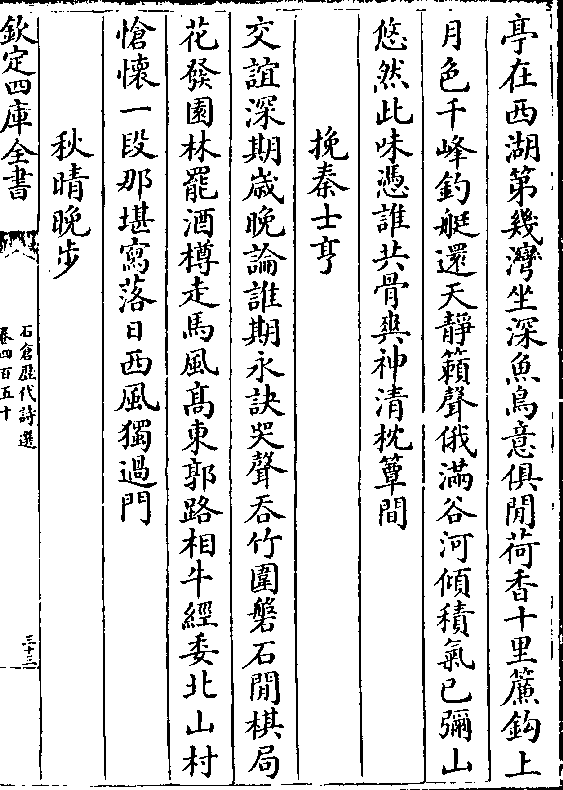 亭在西湖第幾灣坐深魚鳥意俱閒荷香十里簾鈎上
月色千峰釣艇還天靜籟聲俄滿谷河傾積氣已彌山
悠然此味憑誰共骨爽神清枕簟間
挽秦士亨
交誼深期歲晚論誰期永訣哭聲吞竹圍磐石閒棋局
花發園林罷酒樽走馬風高東郭路相牛經委北山村
愴懷一段那堪寫落日西風獨過門
秋晴晚步
欽定四庫全書
石倉歷代詩選
卷四百五十
三十三